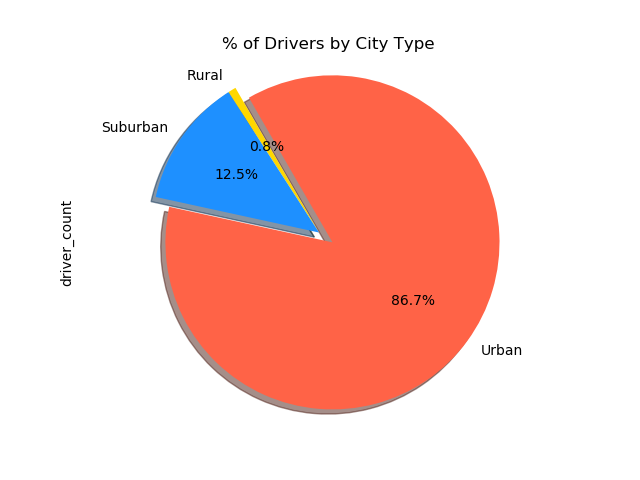 % of Drivers by City Type
Rural
Suburban
0.8%
12.5%
driver_count
86.7%
Urban